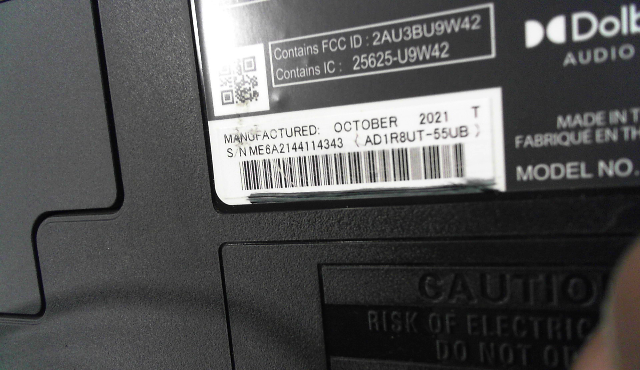 Contains FCC ID : 2AU3BU9W42
Contains IC : 25625-U9W42
MANUFACTURED: OCTOBER 2021 T
S/N ME6A2144114343 (AD1R8UT-55UB)
AUDIO
MADE IN
FABRIQUÉ EN
MODEL NO.
CAUTIO
RISK OF ELECTRIC
DO NOT